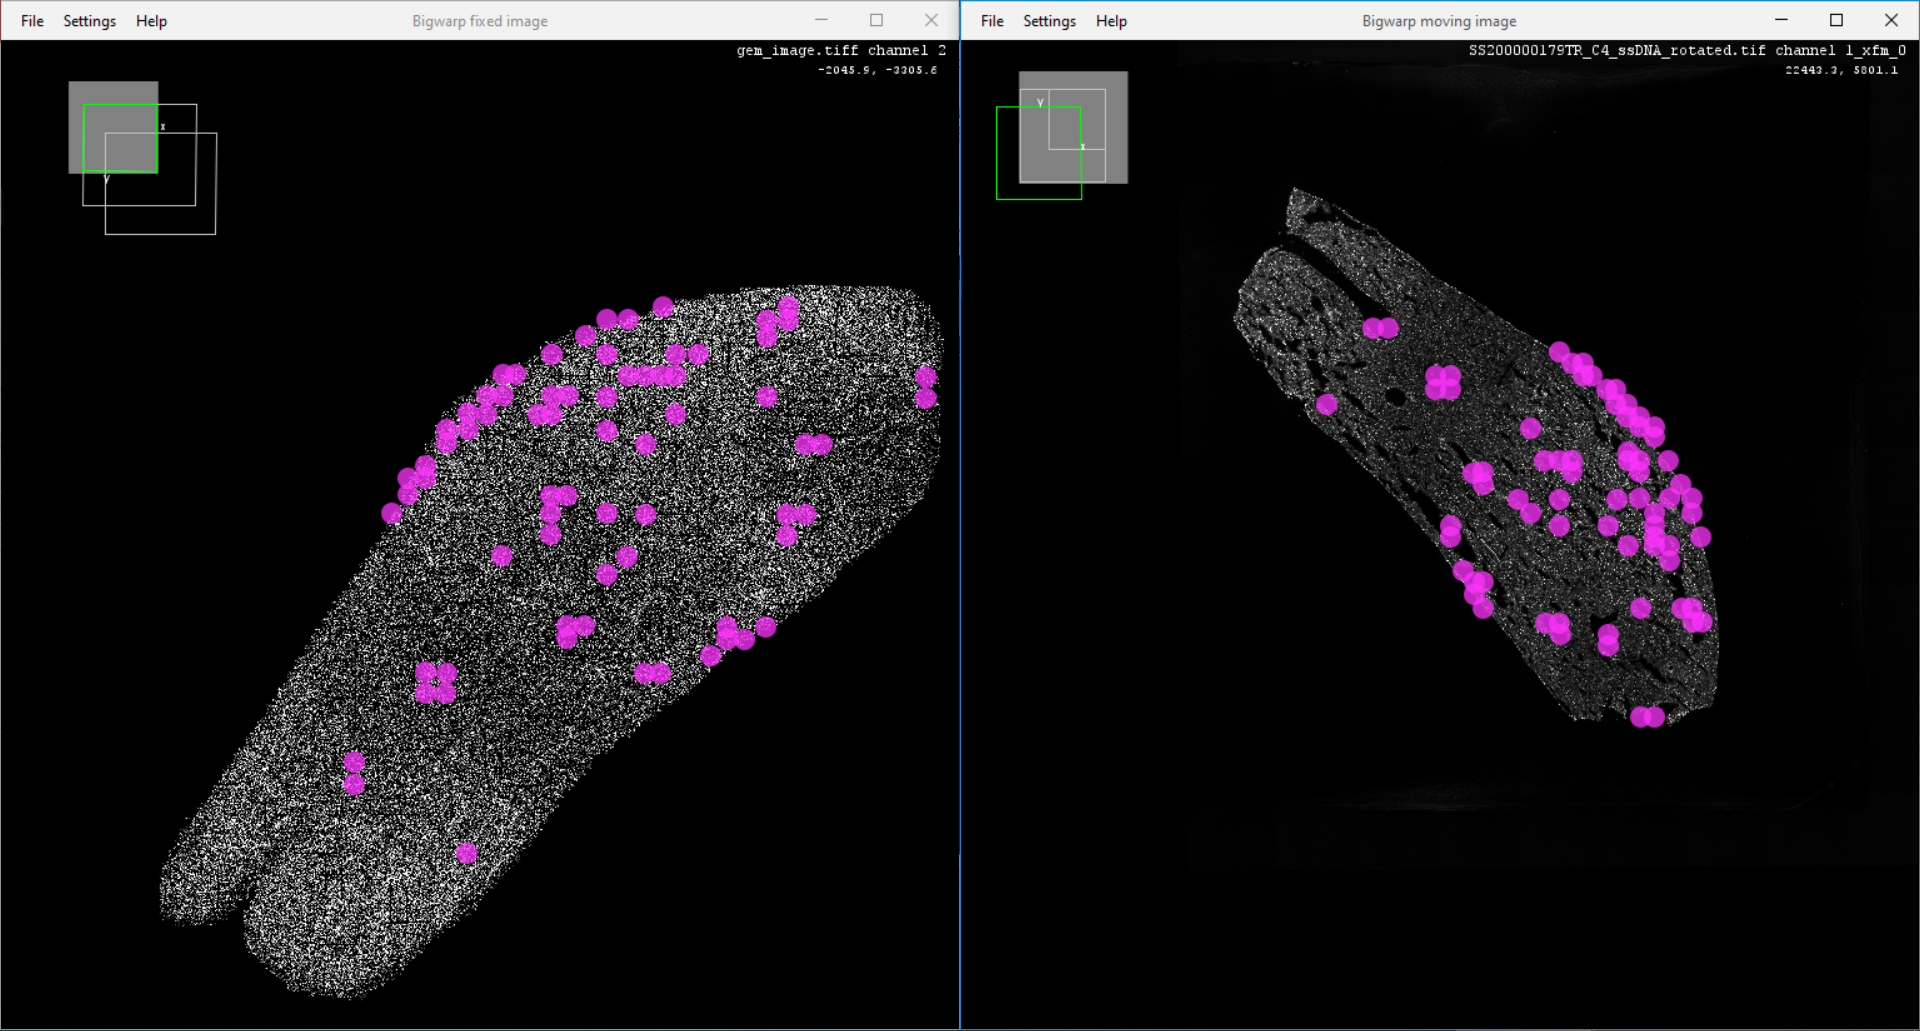 File Settings Help Bigwarp fixed image
gem_image.tiff channel 2
-2045.9, -3305.6
x
y
File Settings Help Bigwarp moving image
SS200000179TR_C4_ssDNA_rotated.tif channel 1_xfm_0
22443.3, 5801.1
y
x